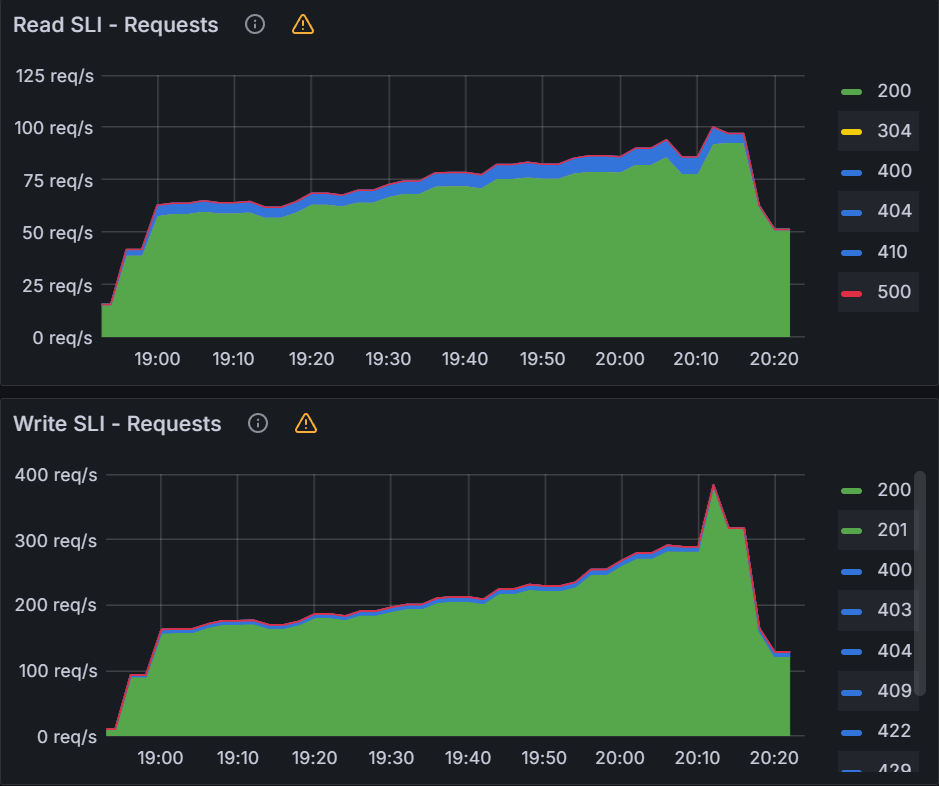 Read SLI - Requests
125 req/s
100 req/s
75 req/s
50 req/s
25 req/s
0 req/s
19:00 19:10 19:20 19:30 19:40 19:50 20:00 20:10 20:20
200
304
400
404
410
500
Write SLI - Requests
400 req/s
300 req/s
200 req/s
100 req/s
0 req/s
19:00 19:10 19:20 19:30 19:40 19:50 20:00 20:10 20:20
200
201
400
403
404
409
422
429